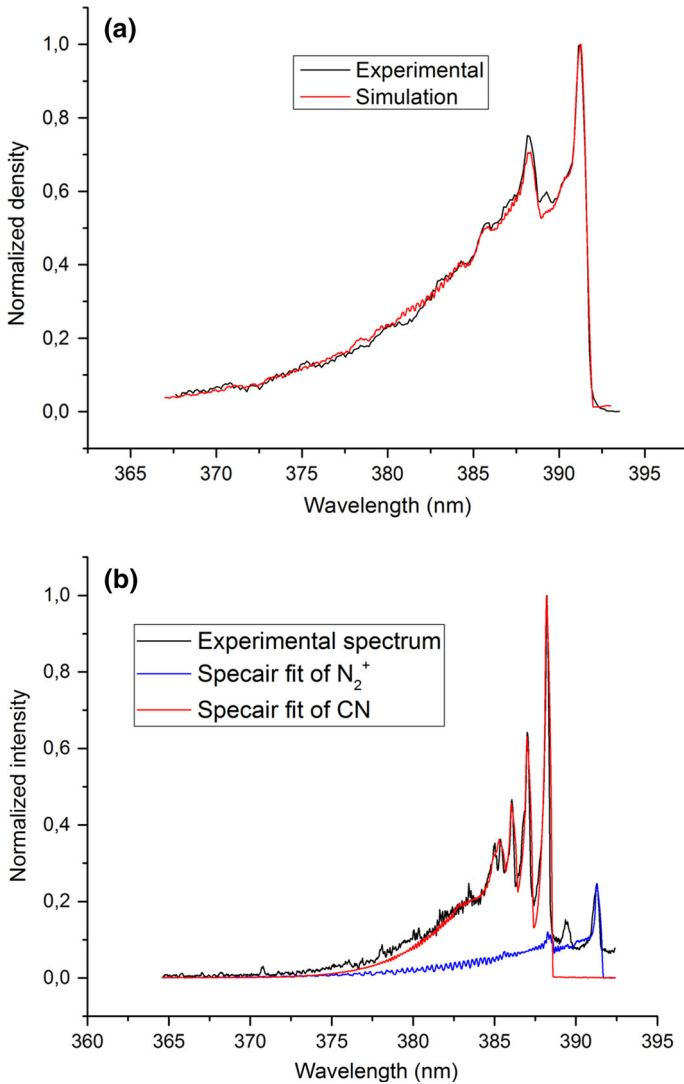 (a)
Experimental
Simulation
Normalized density
1,0
0,8
0,6
0,4
0,2
0,0
365 370 375 380 385 390 395
Wavelength (nm)
(b)
Experimental spectrum
Specair fit of N₂⁺
Specair fit of CN
Normalized intensity
1,0
0,8
0,6
0,4
0,2
0,0
360 365 370 375 380 385 390 395
Wavelength (nm)